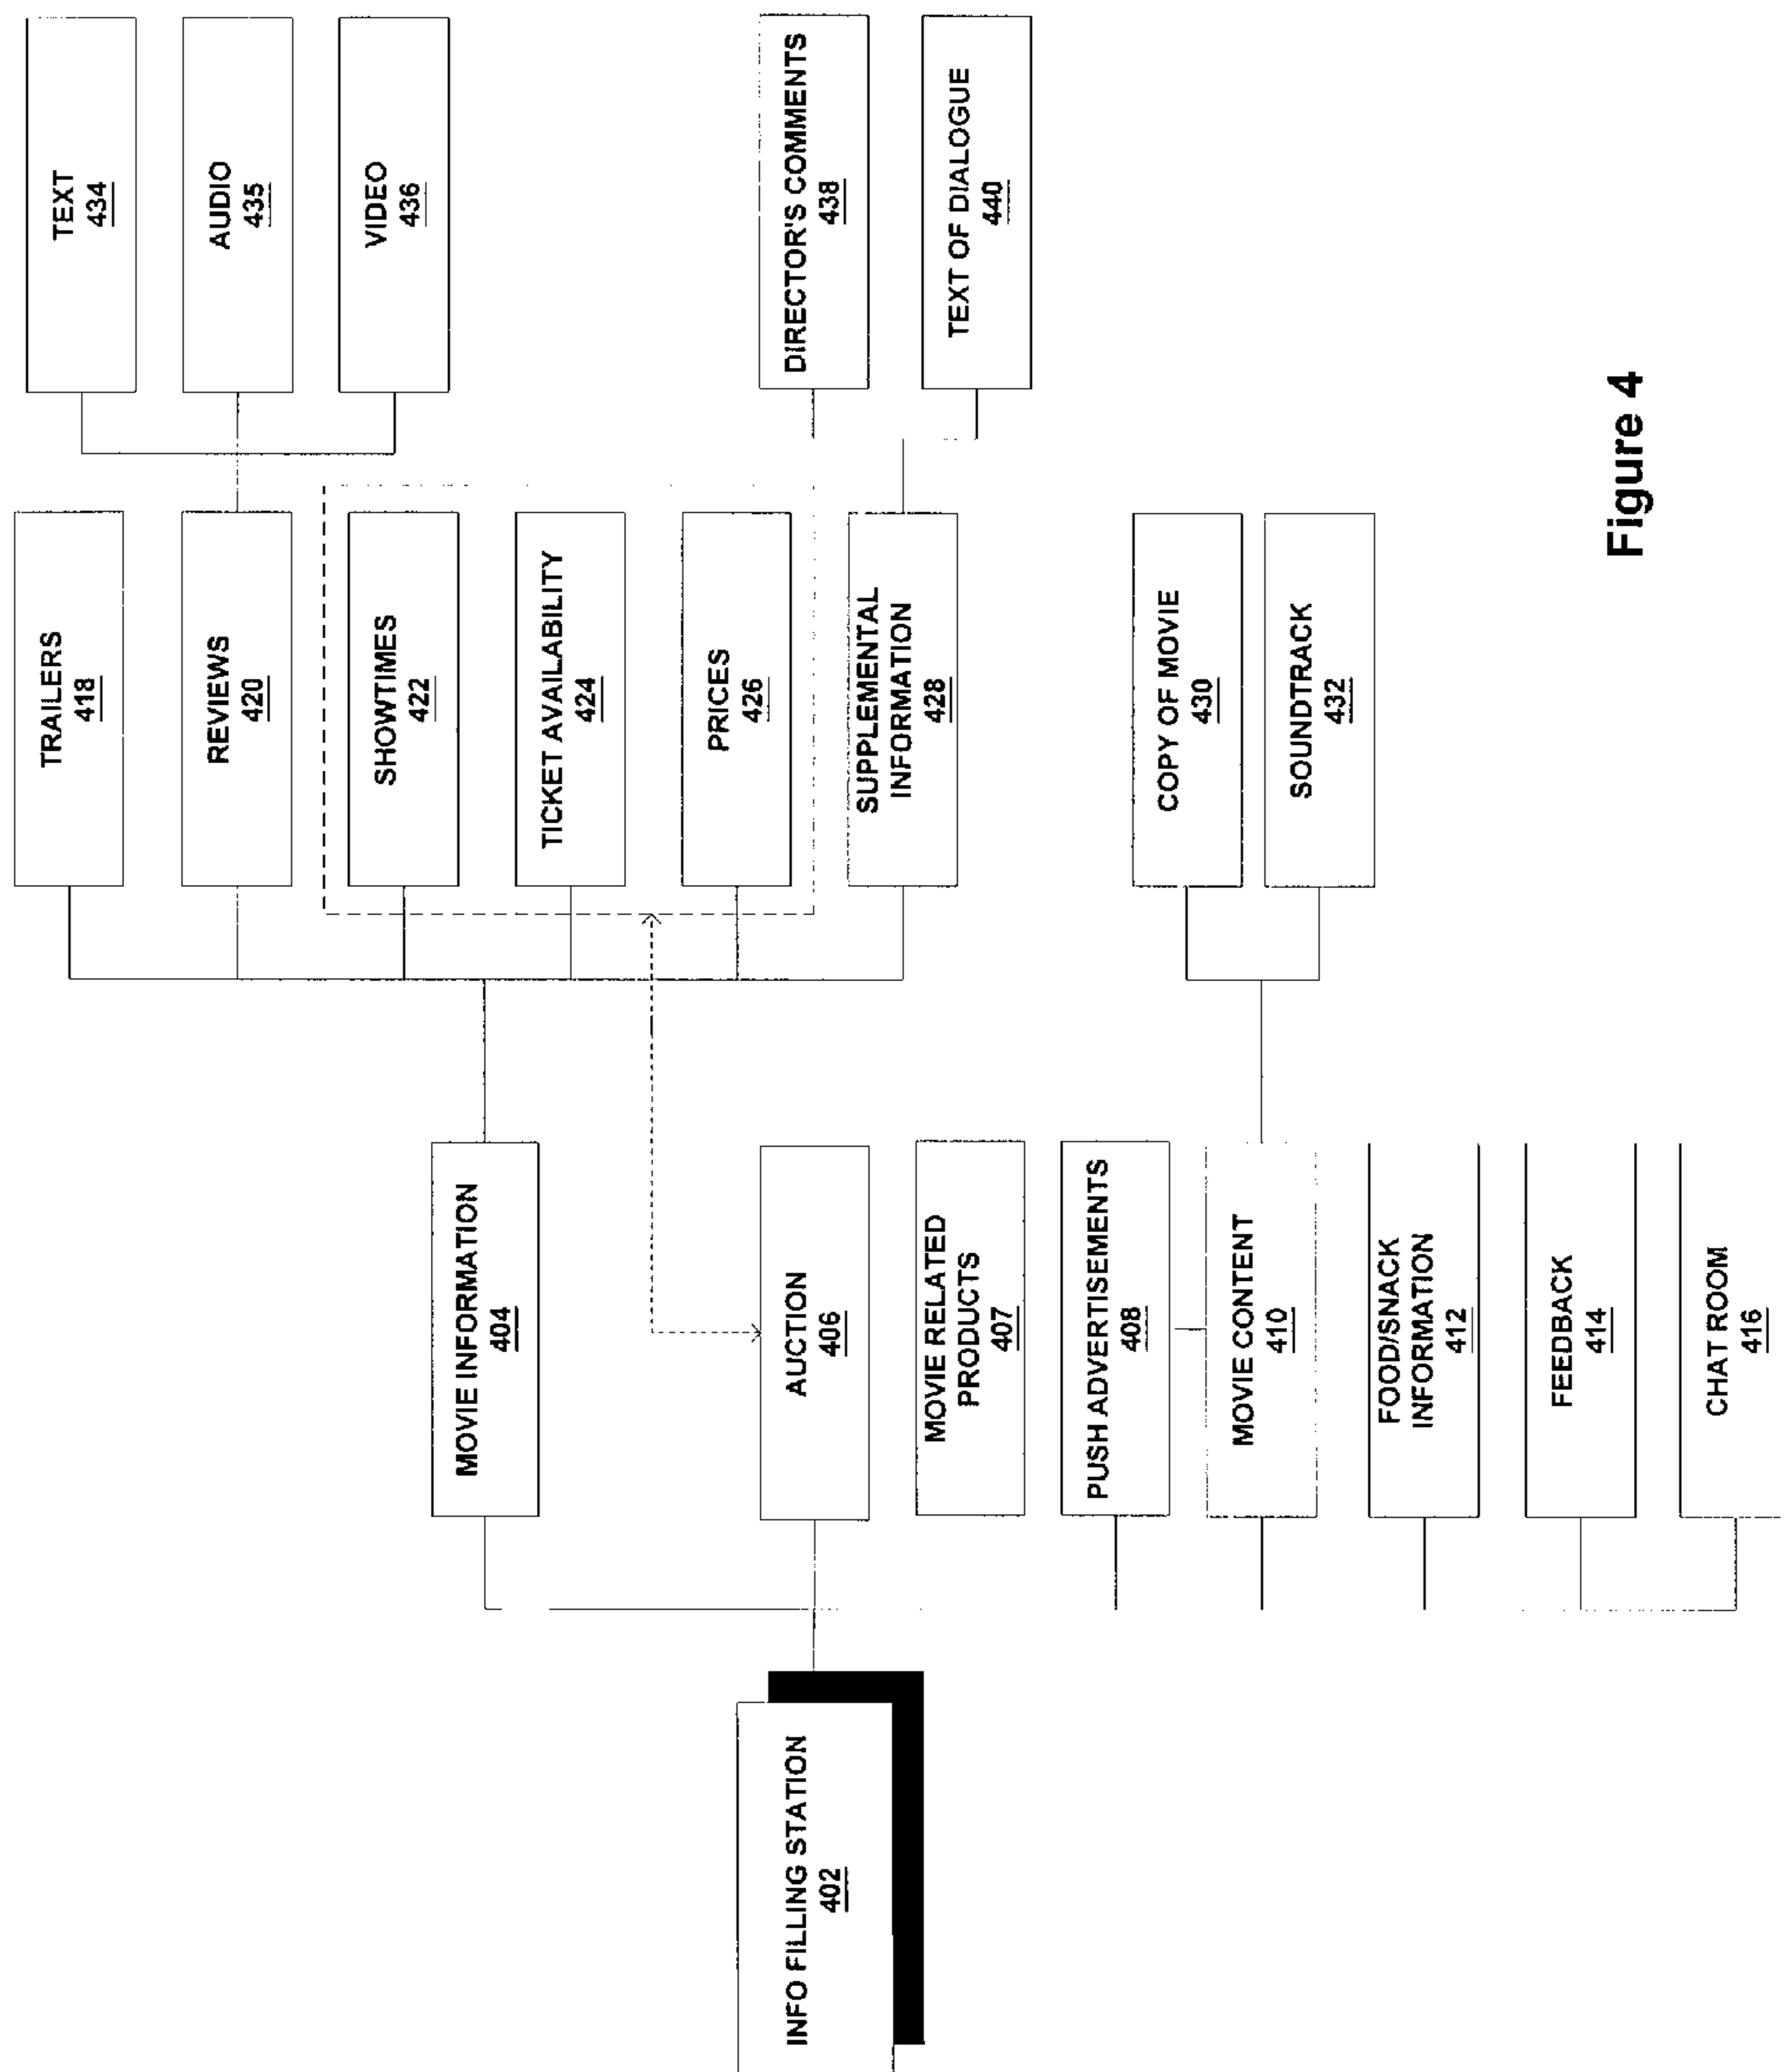 INFO FILLING STATION
402
MOVIE INFORMATION
404
AUCTION
406
MOVIE RELATED
PRODUCTS
407
PUSH ADVERTISEMENTS
408
MOVIE CONTENT
410
FOOD/SNACK
INFORMATION
412
FEEDBACK
414
CHAT ROOM
416
TRAILERS
418
REVIEWS
420
SHOWTIMES
422
TICKET AVAILABILITY
424
PRICES
426
SUPPLEMENTAL
INFORMATION
428
COPY OF MOVIE
430
SOUNDTRACK
432
TEXT
434
AUDIO
435
VIDEO
436
DIRECTOR'S COMMENTS
438
TEXT OF DIALOGUE
440
Figure 4